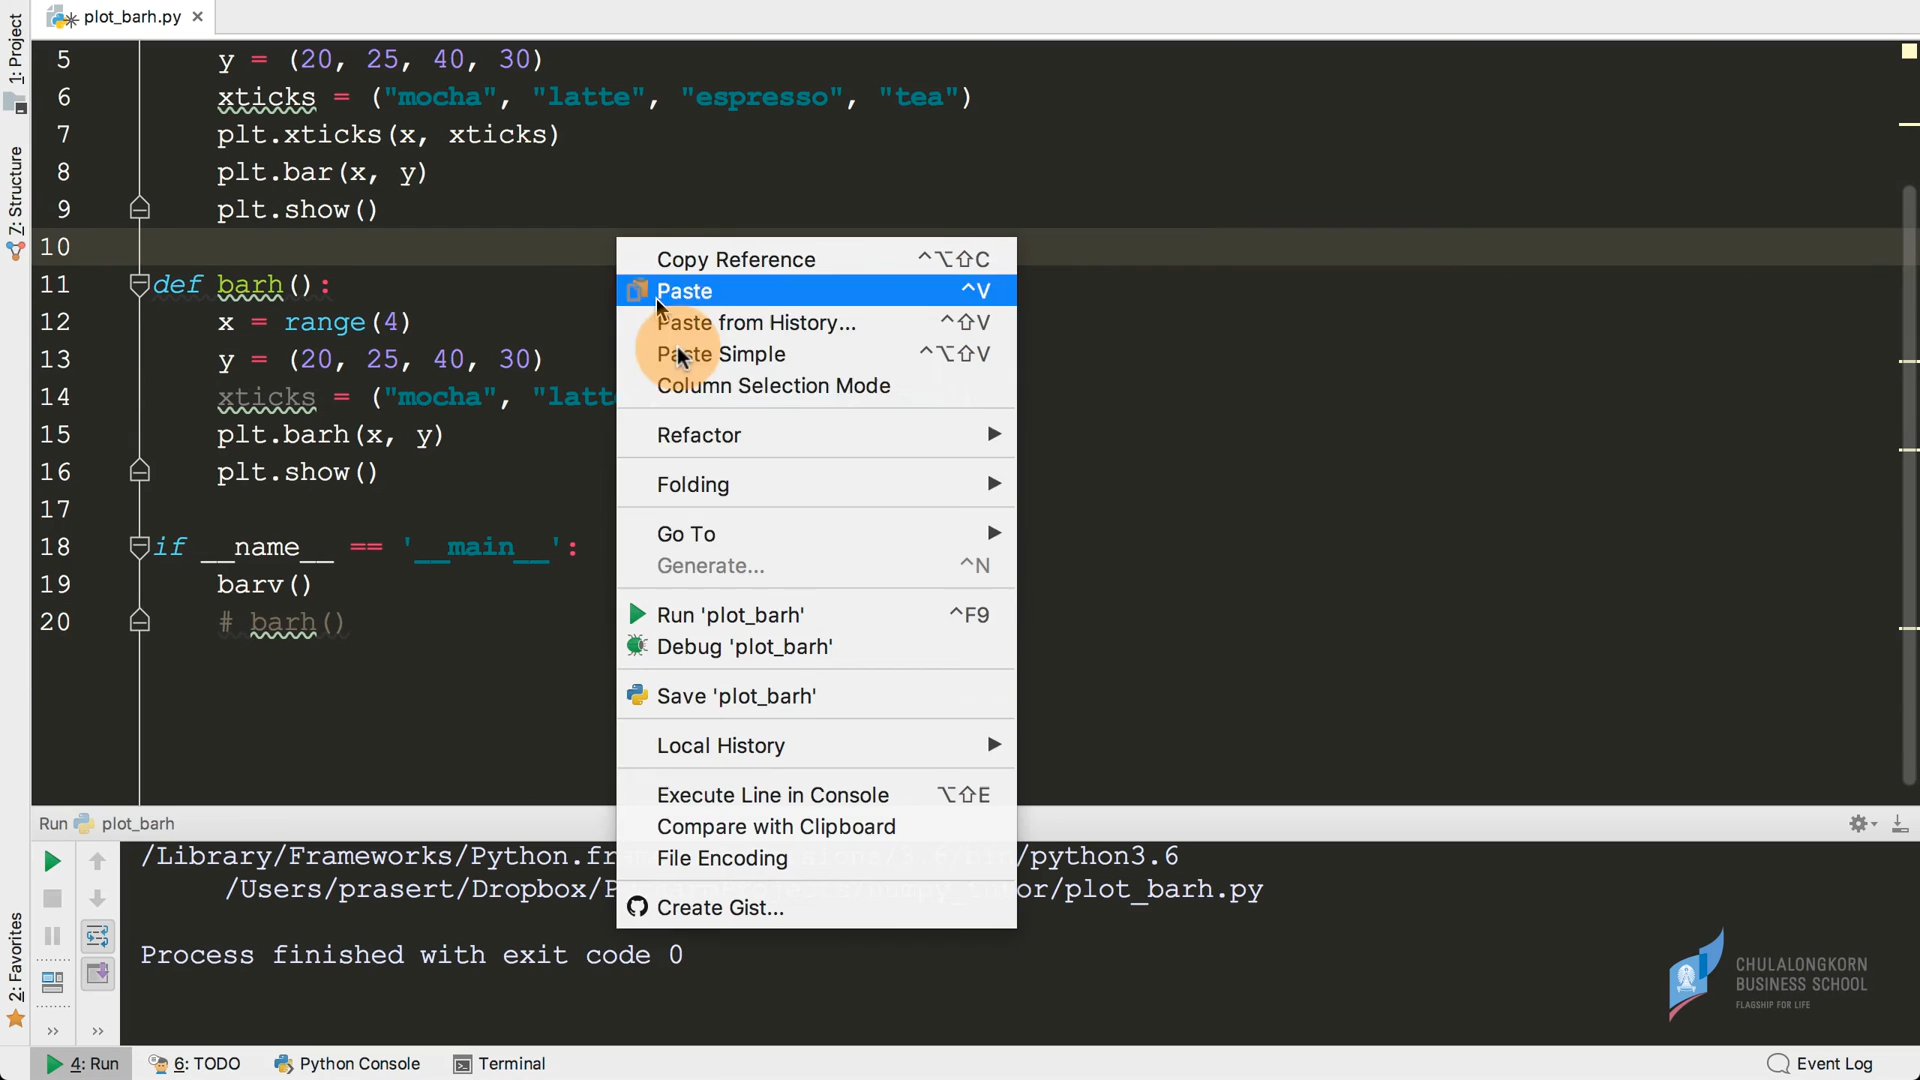 plot_barh.py
1: Project
7: Structure
2: Favorites
5 y = (20, 25, 40, 30)
6 xticks = ("mocha", "latte", "espresso", "tea")
7 plt.xticks(x, xticks)
8 plt.bar(x, y)
9 plt.show()
10
11 def barh():
12 x = range(4)
13 y = (20, 25, 40, 30)
14 xticks = ("mocha", "latt
15 plt.barh(x, y)
16 plt.show()
17
18 if __name__ == '__main__':
19 barv()
20 # barh()
Copy Reference ^⌥⇧C
Paste ^V
Paste from History... ^⇧V
Paste Simple ^⌥⇧V
Column Selection Mode
Refactor
Folding
Go To
Generate... ^N
Run 'plot_barh' ^F9
Debug 'plot_barh'
Save 'plot_barh'
Local History
Execute Line in Console ⌥⇧E
Compare with Clipboard
File Encoding
Create Gist...
Run plot_barh
/Library/Frameworks/Python.fr /python3.6
/Users/prasert/Dropbox/P or/plot_barh.py
Process finished with exit code 0
CHULALONGKORN
BUSINESS SCHOOL
FLAGSHIP FOR LIFE
4: Run 6: TODO Python Console Terminal Event Log